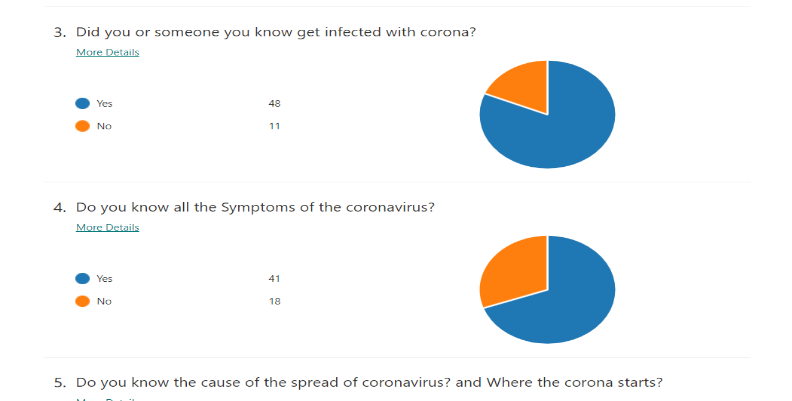 3. Did you or someone you know get infected with corona?
More Details
Yes 48
No 11
4. Do you know all the Symptoms of the coronavirus?
More Details
Yes 41
No 18
5. Do you know the cause of the spread of coronavirus? and Where the corona starts?